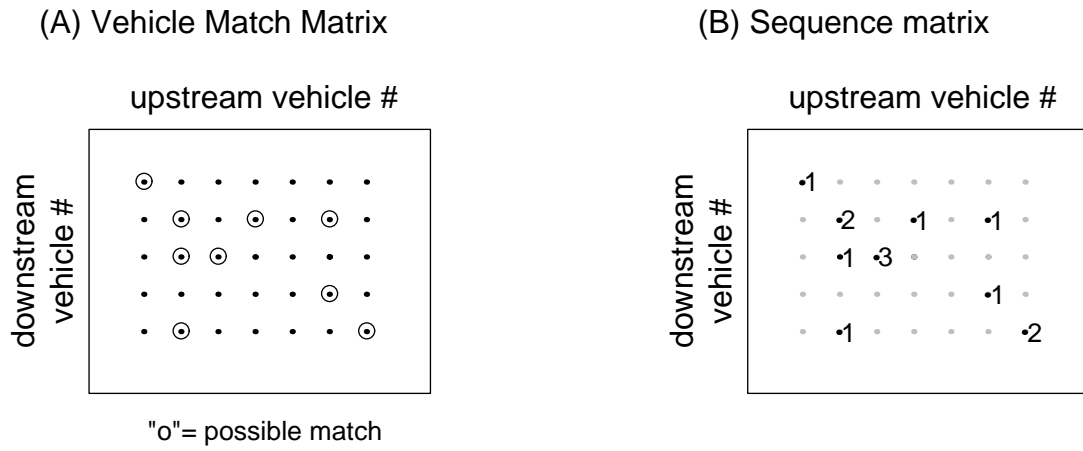 (A) Vehicle Match Matrix
(B) Sequence matrix
upstream vehicle #
upstream vehicle #
downstream
vehicle #
downstream
vehicle #
1
2 1 1
1 3
1
1 2
"o"= possible match